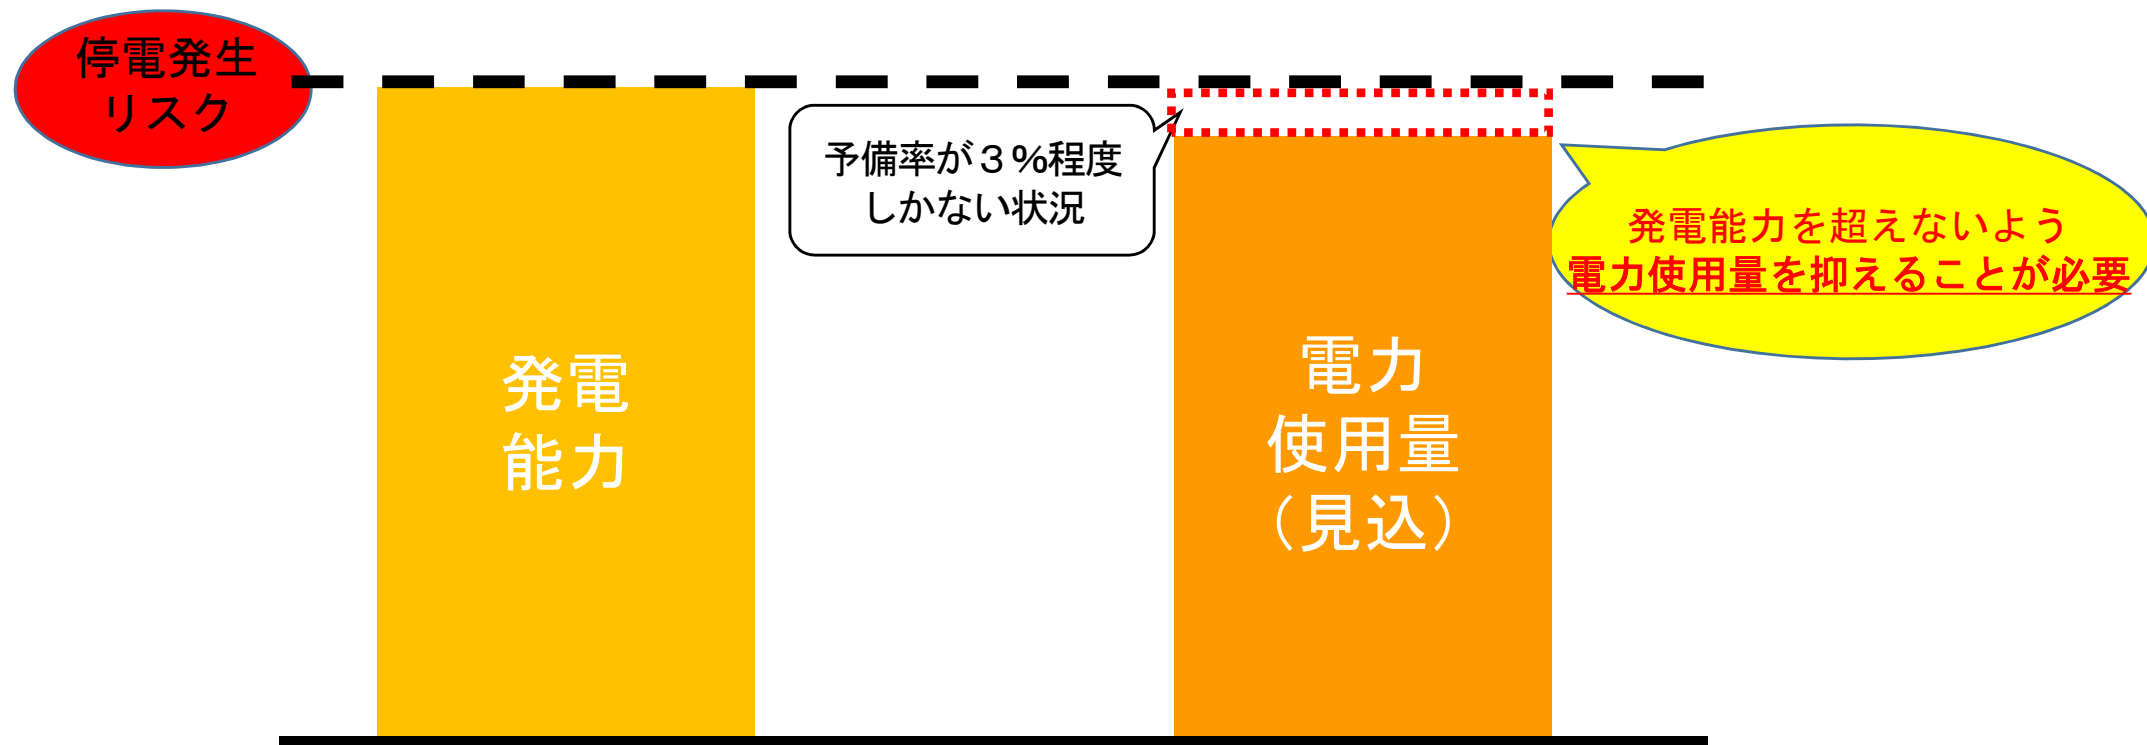 停電発生
リスク
予備率が３%程度
しかない状況
発電能力を超えないよう
電力使用量を抑えることが必要
発電
能力
電力
使用量
（見込）